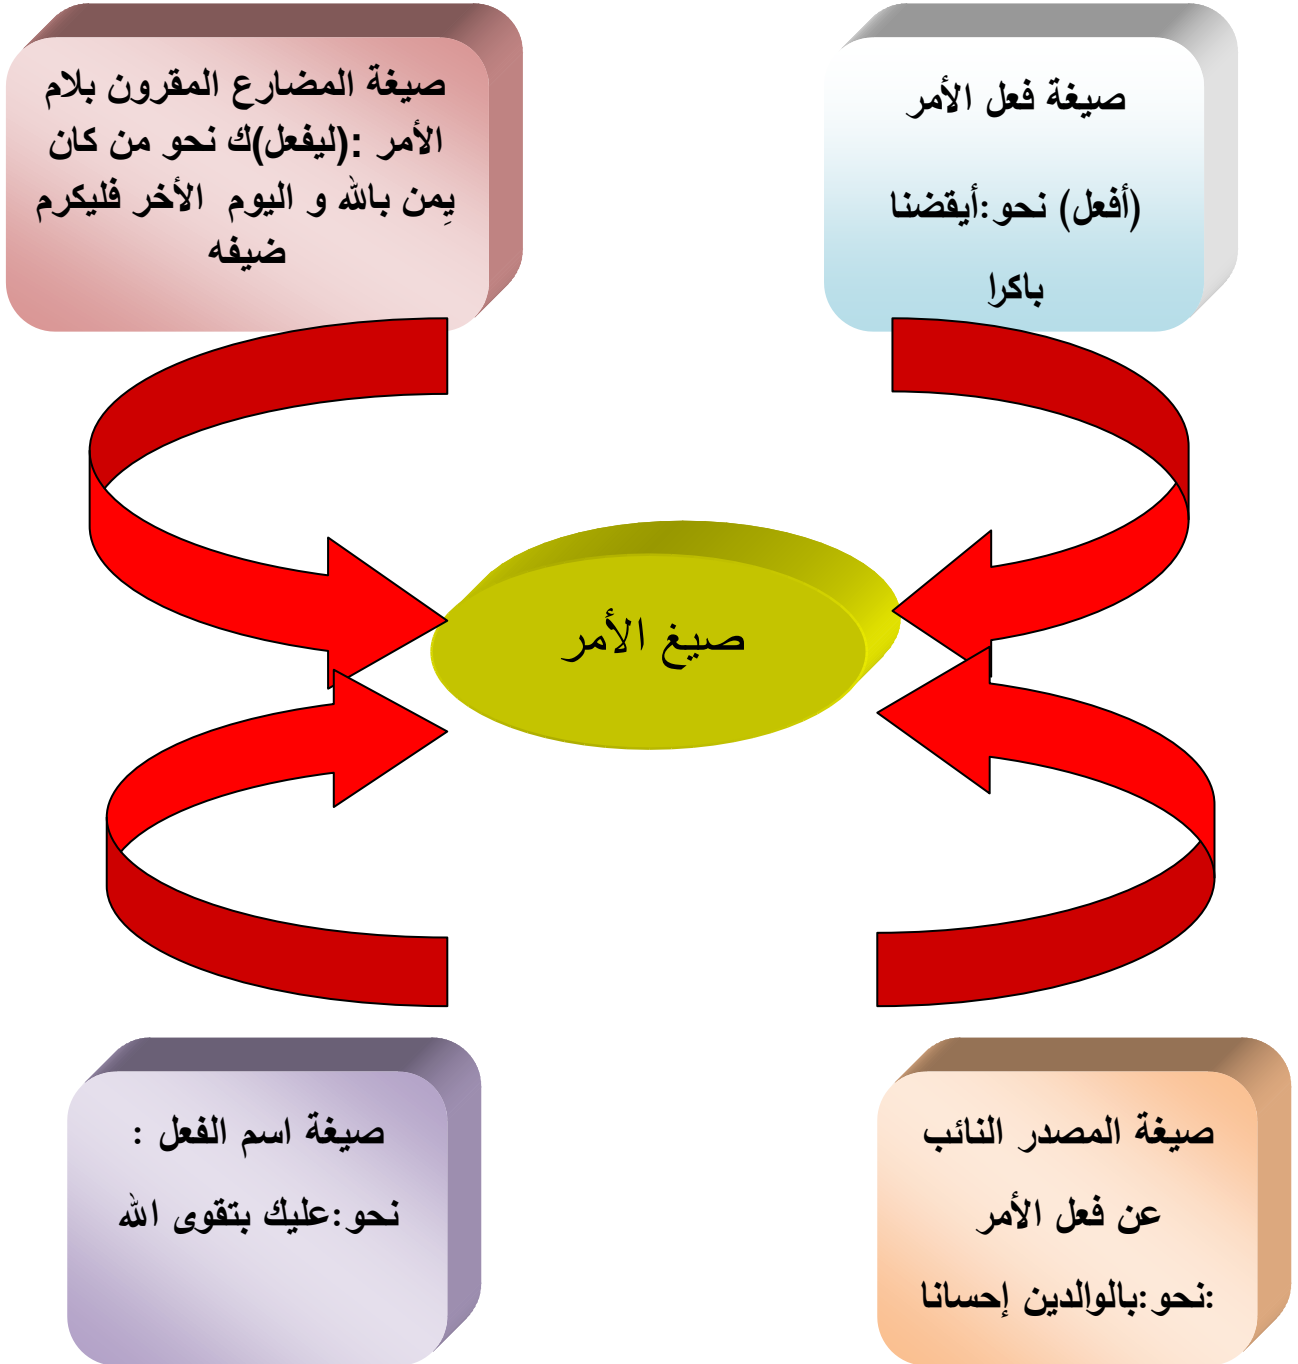 صيغة فعل الأمر
(أفعل) نحو:أيقضنا
باكرا
صيغة المضارع المقرون بلام
الأمر :(ليفعل)ك نحو من كان
يِمن بالله و اليوم الأخر فليكرم
ضيفه
صيغ الأمر
صيغة المصدر النائب
عن فعل الأمر
:نحو:بالوالدين إحسانا
صيغة اسم الفعل :
نحو:عليك بتقوى الله